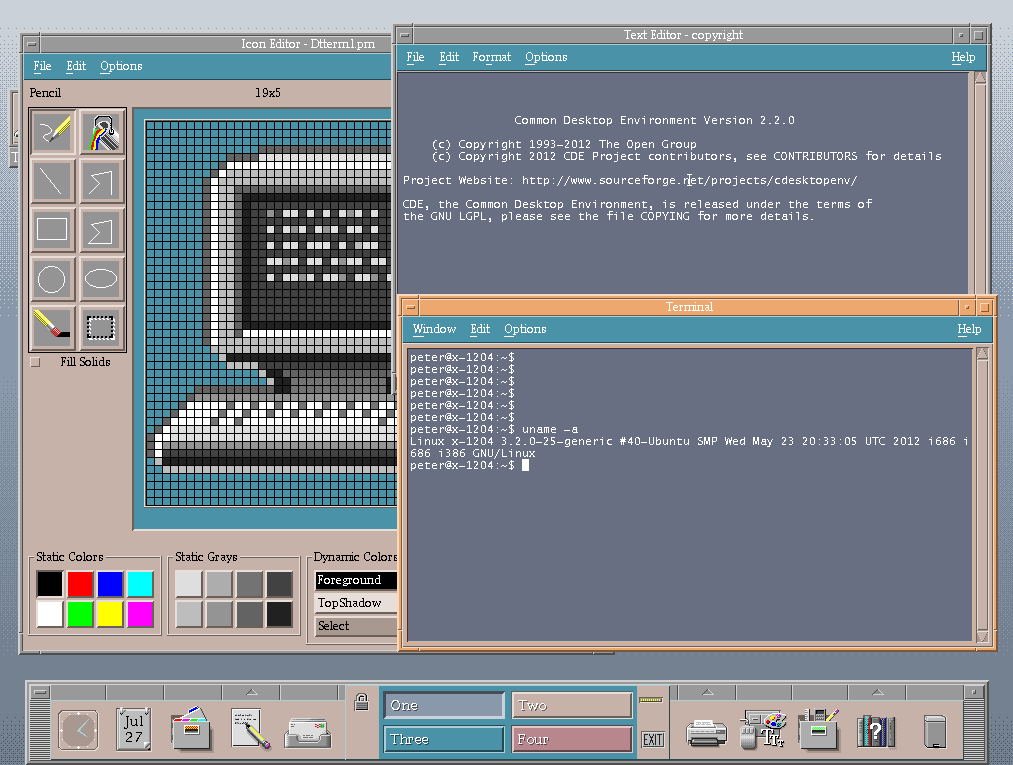 Icon Editor - Dtterm1.pm
File Edit Options
Pencil 19x5
Fill Solids
Static Colors
Static Grays
Dynamic Colors
Foreground
TopShadow
Select
Text Editor - copyright
File Edit Format Options Help
Common Desktop Environment Version 2.2.0
(c) Copyright 1993-2012 The Open Group
(c) Copyright 2012 CDE Project contributors, see CONTRIBUTORS for details
Project Website: http://www.sourceforge.net/projects/cdesktopenv/
CDE, the Common Desktop Environment, is released under the terms of
the GNU LGPL, please see the file COPYING for more details.
Terminal
Window Edit Options Help
peter@x-1204:~$
peter@x-1204:~$
peter@x-1204:~$
peter@x-1204:~$
peter@x-1204:~$
peter@x-1204:~$
peter@x-1204:~$ uname -a
Linux x-1204 3.2.0-25-generic #40-Ubuntu SMP Wed May 23 20:33:05 UTC 2012 i686 i
686 i386 GNU/Linux
peter@x-1204:~$
Jul
27
One
Two
Three
Four
EXIT
TTT
?